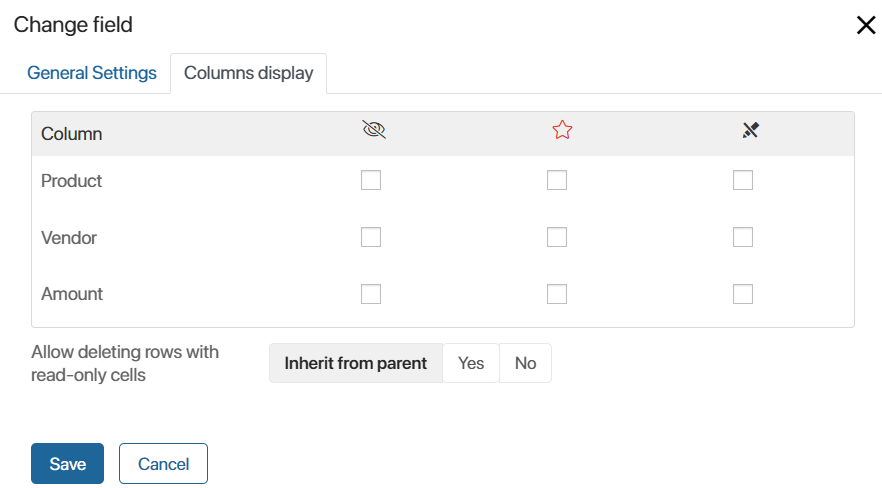 Change field
General Settings
Columns display
Column
Product
Vendor
Amount
Allow deleting rows with
read-only cells
Inherit from parent
Yes
No
Save
Cancel